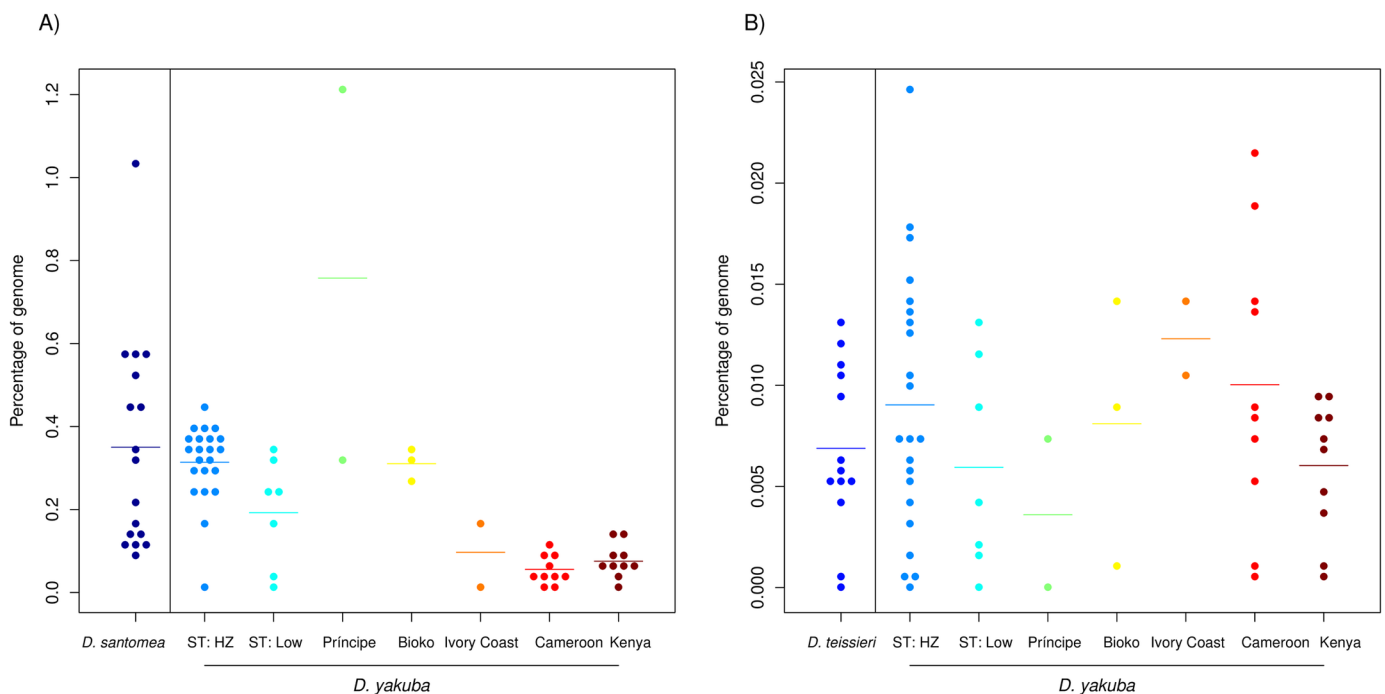 A)
Percentage of genome
1.2
1.0
0.8
0.6
0.4
0.2
0.0
D. santomea ST: HZ ST: Low Príncipe Bioko Ivory Coast Cameroon Kenya
D. yakuba
B)
Percentage of genome
0.025
0.020
0.015
0.010
0.005
0.000
D. teissieri ST: HZ ST: Low Príncipe Bioko Ivory Coast Cameroon Kenya
D. yakuba